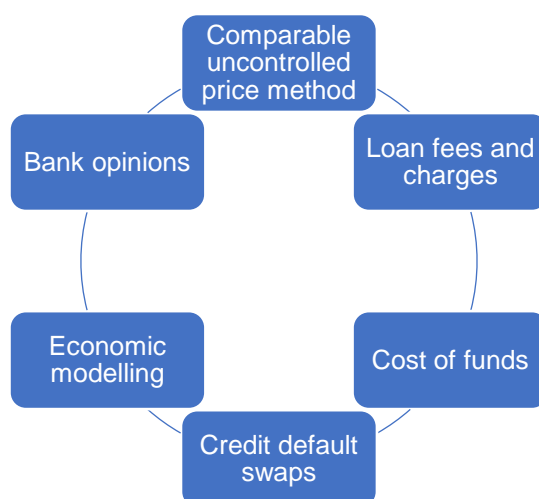 Comparable
uncontrolled
price method
Loan fees and
charges
Cost of funds
Credit default
swaps
Economic
modelling
Bank opinions